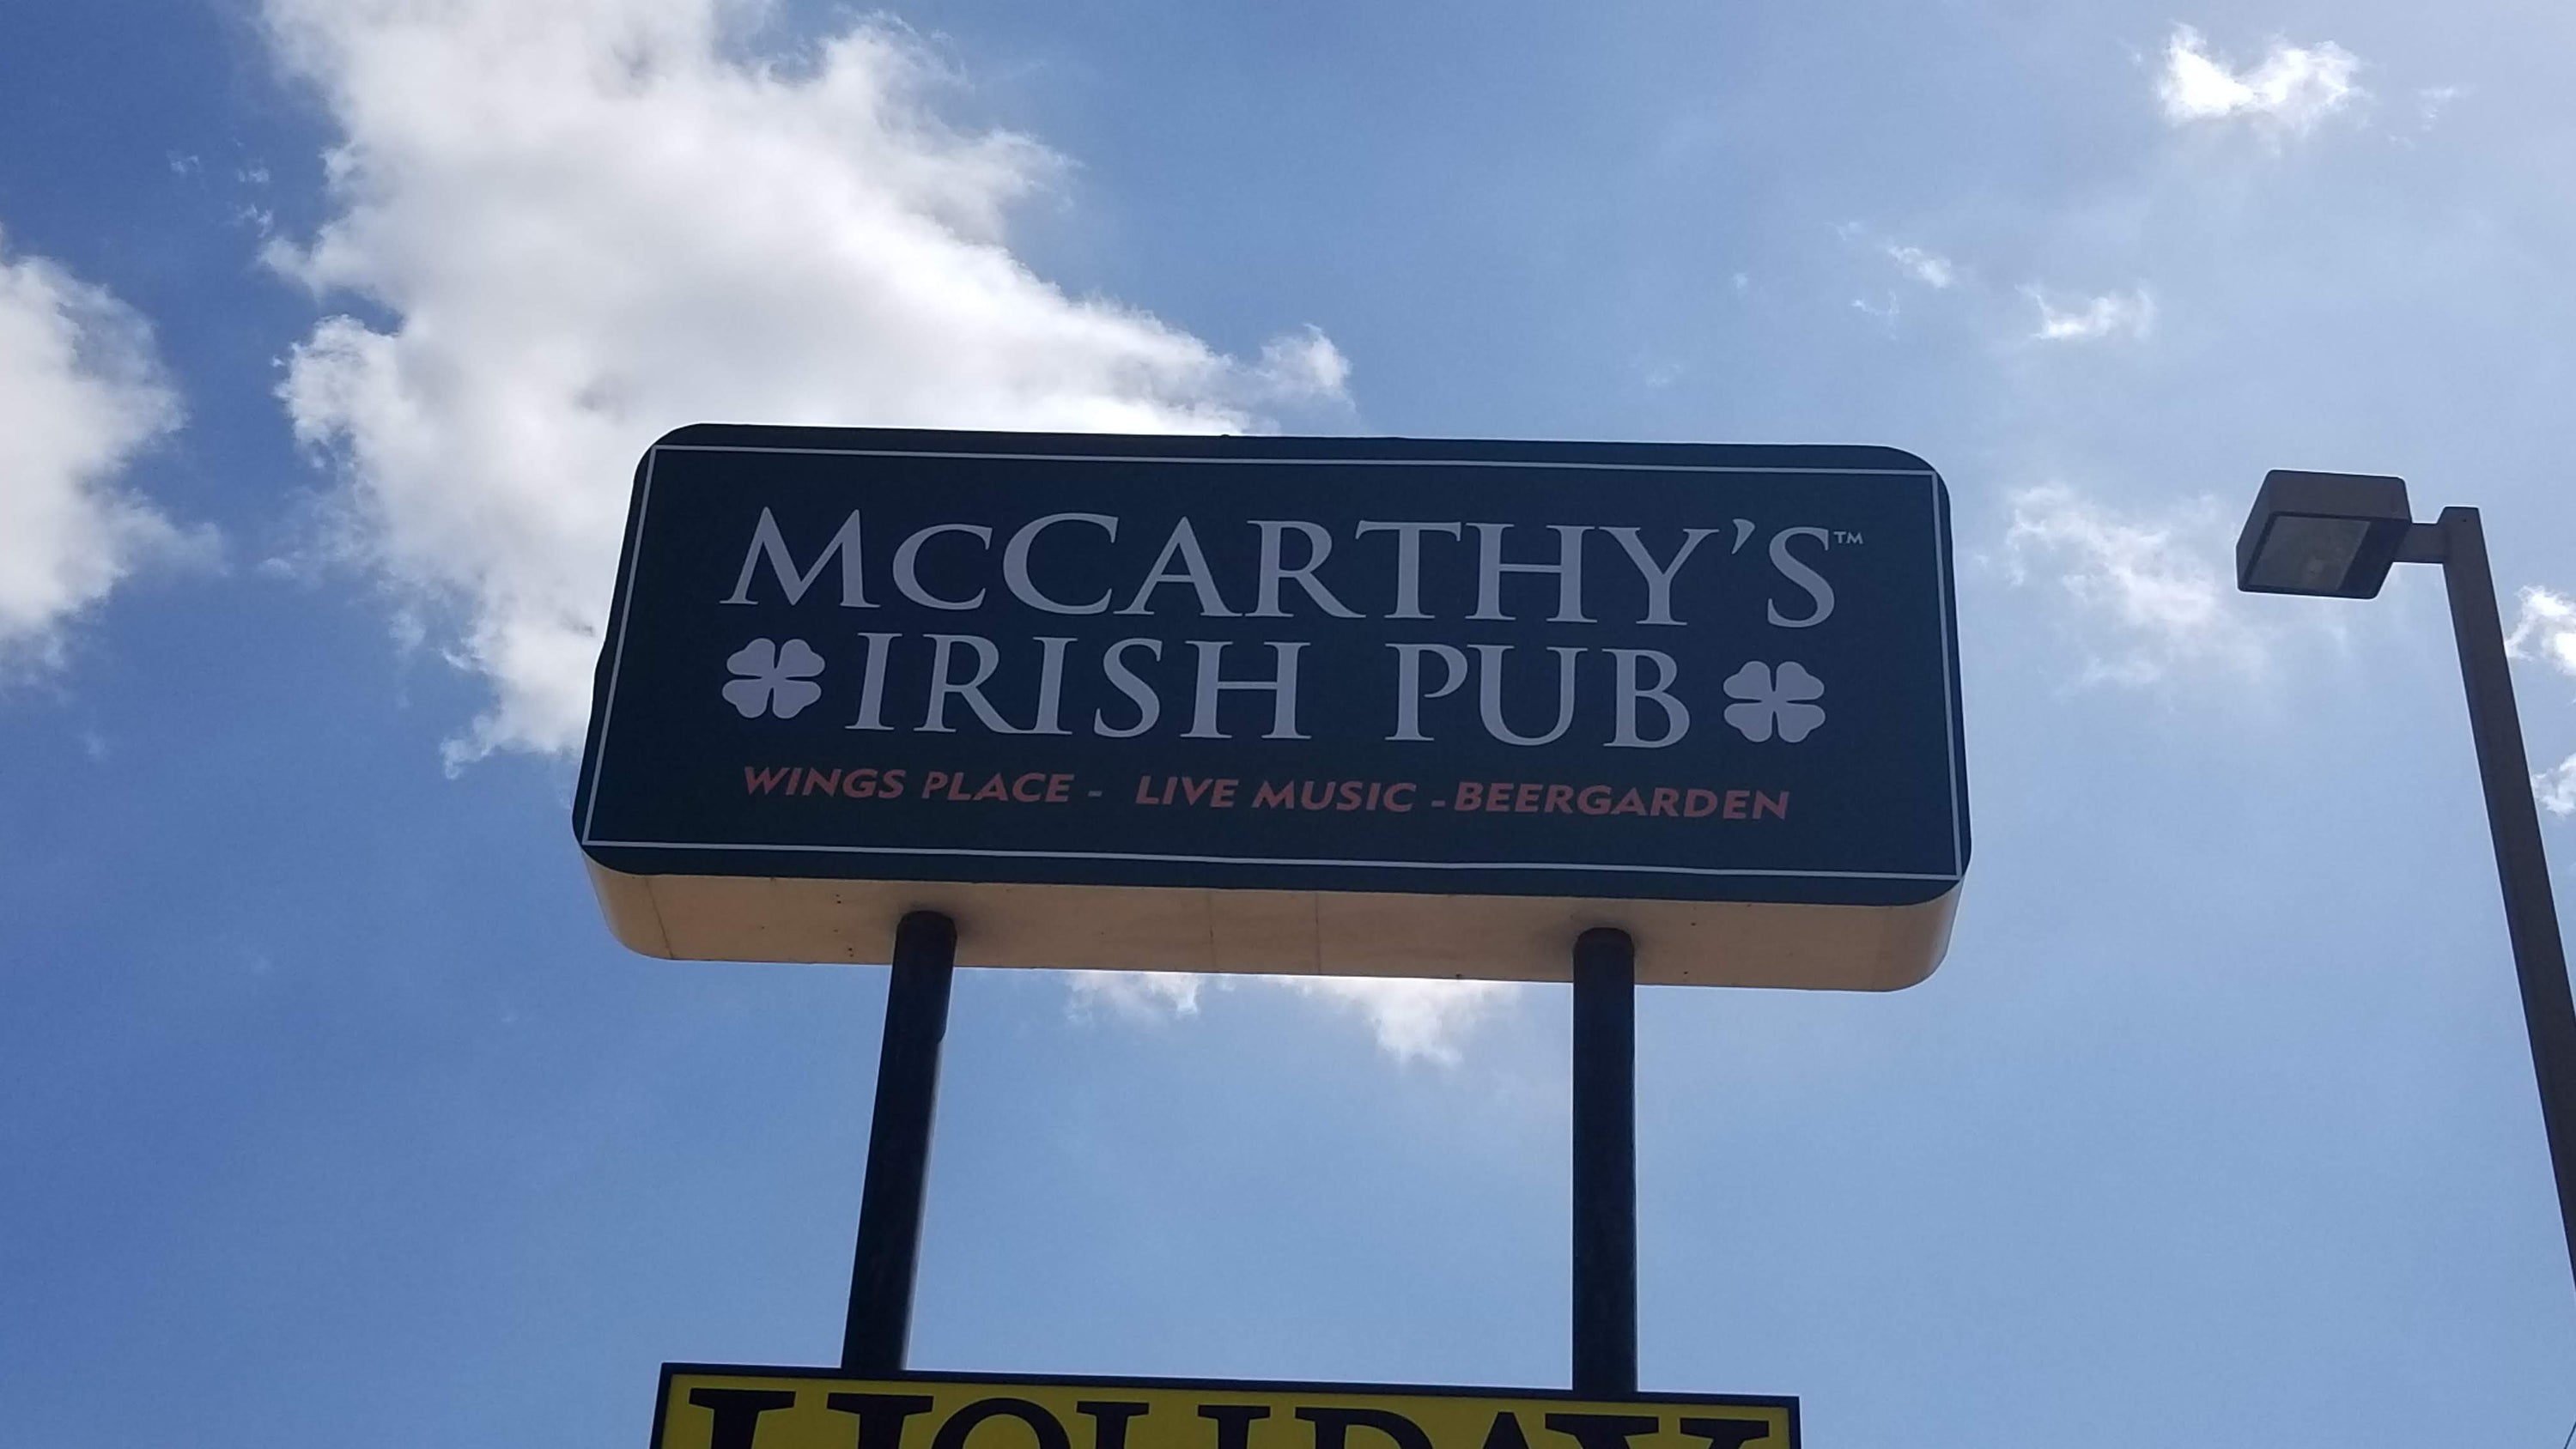 McCARTHY'S™
IRISH PUB
WINGS PLACE - LIVE MUSIC -BEERGARDEN